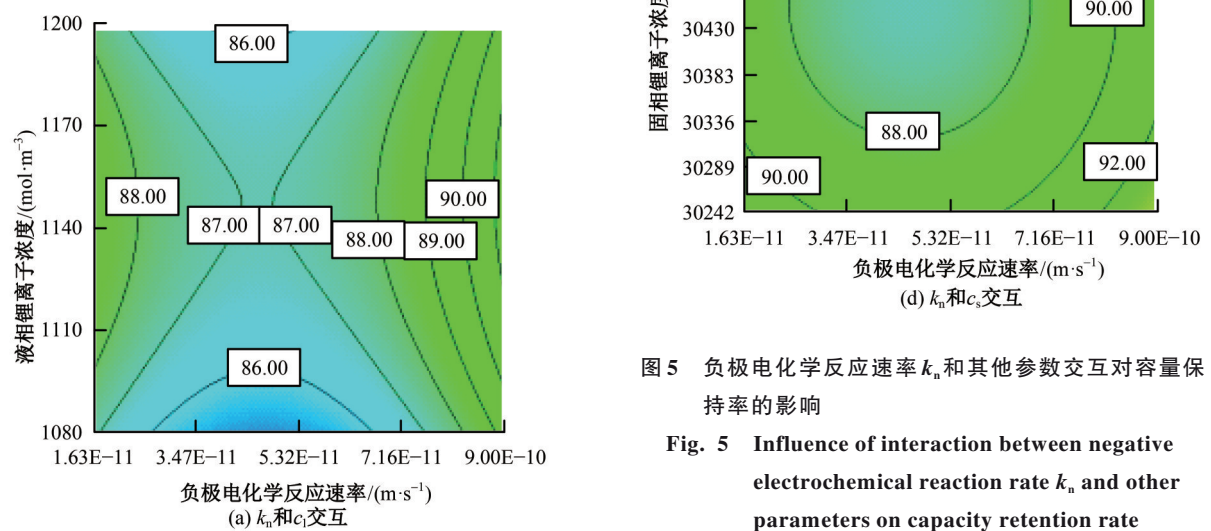 1200
1170
1140
1110
1080
液相锂离子浓度/(mol·m⁻³)
86.00
88.00
87.00
87.00
88.00
89.00
90.00
86.00
1.63E−11 3.47E−11 5.32E−11 7.16E−11 9.00E−10
负极电化学反应速率/(m·s⁻¹)
(a) kₙ和cₗ交互
固相锂离子浓度
30430
30383
30336
30289
30242
90.00
88.00
90.00
92.00
1.63E−11 3.47E−11 5.32E−11 7.16E−11 9.00E−10
负极电化学反应速率/(m·s⁻¹)
(d) kₙ和cₛ交互
图5 负极电化学反应速率kₙ和其他参数交互对容量保
持率的影响
Fig. 5 Influence of interaction between negative
electrochemical reaction rate kₙ and other
parameters on capacity retention rate